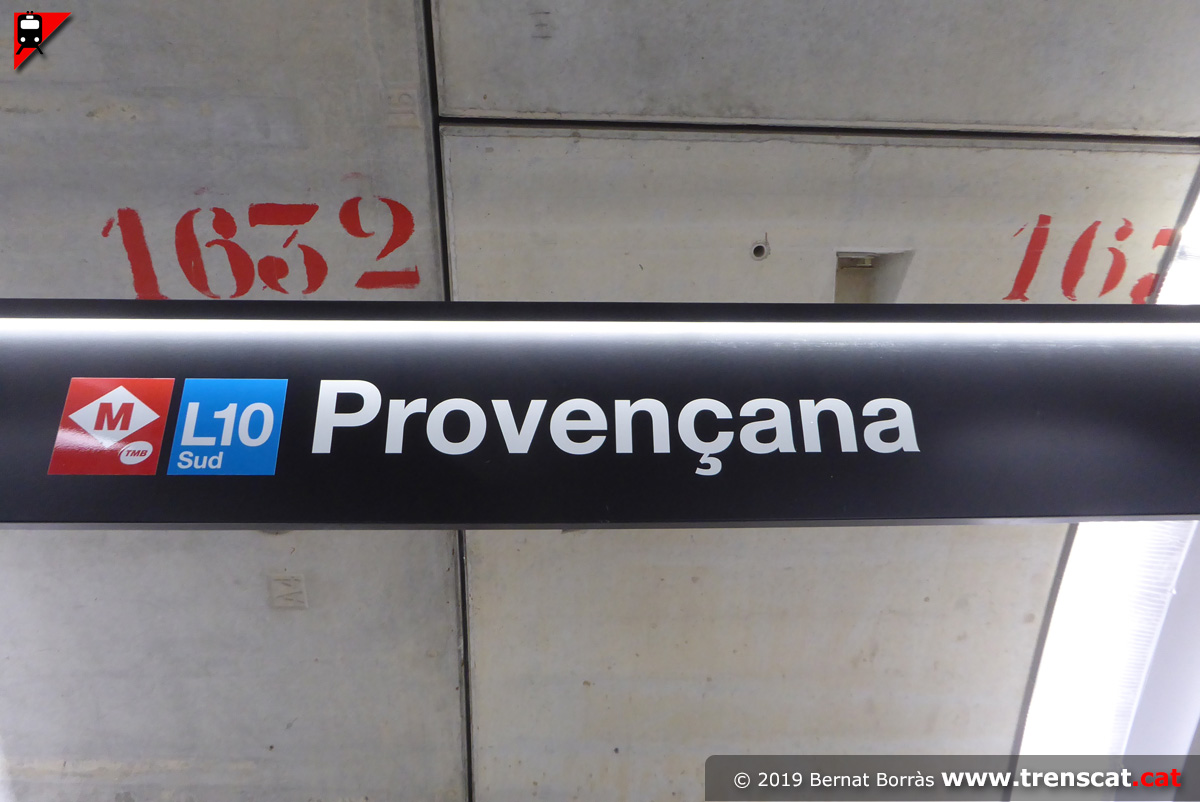 1632
M
TMB
L10
Sud
Provençana
© 2019 Bernat Borràs www.trenscat.cat